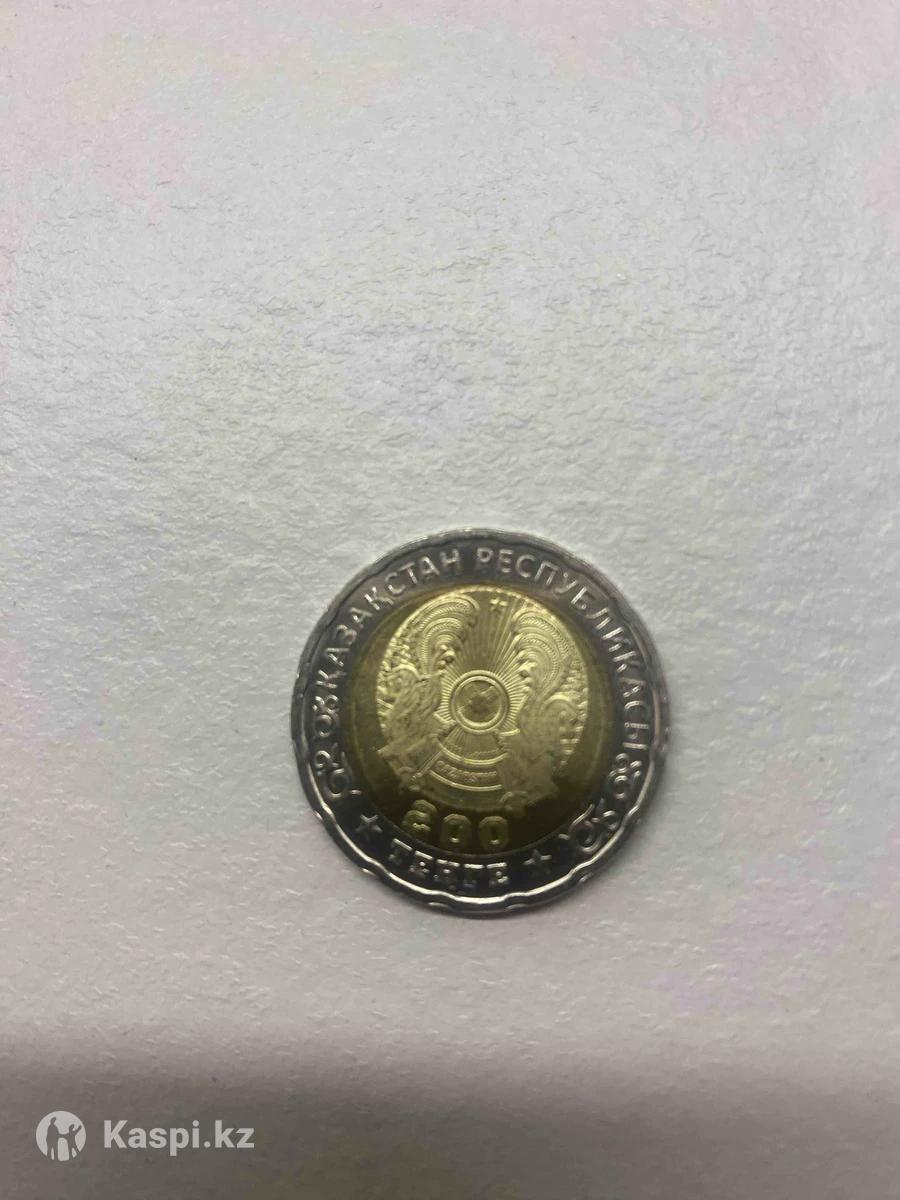 ҚАЗАҚСТАН РЕСПУБЛИКАСЫ
200
ТЕҢГЕ
Kaspi.kz